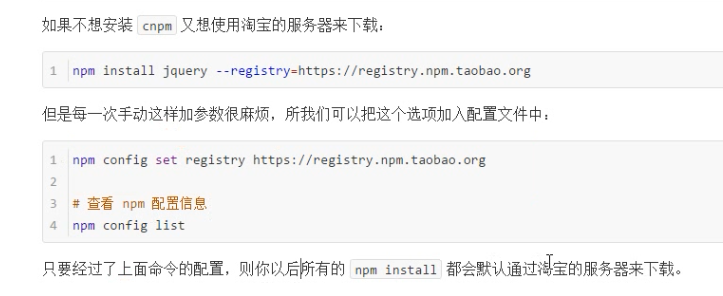 如果不想安装 cnpm 又想使用淘宝的服务器来下载：
1 npm install jquery --registry=https://registry.npm.taobao.org
但是每一次手动这样加参数很麻烦，所我们可以把这个选项加入配置文件中：
1 npm config set registry https://registry.npm.taobao.org
2
3 # 查看 npm 配置信息
4 npm config list
只要经过了上面命令的配置，则你以后所有的 npm install 都会默认通过淘宝的服务器来下载。